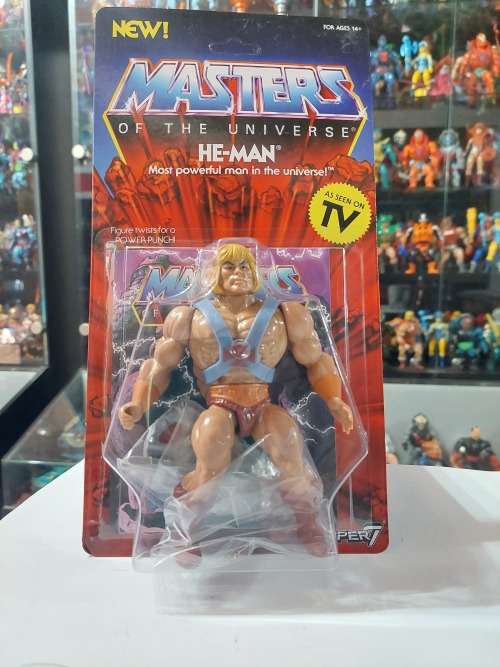 NEW!
FOR AGES 14+
MASTERS
OF THE UNIVERSE®
HE-MAN®
Most powerful man in the universe!™
AS SEEN ON
TV
Figure twists for a
POWER PUNCH!